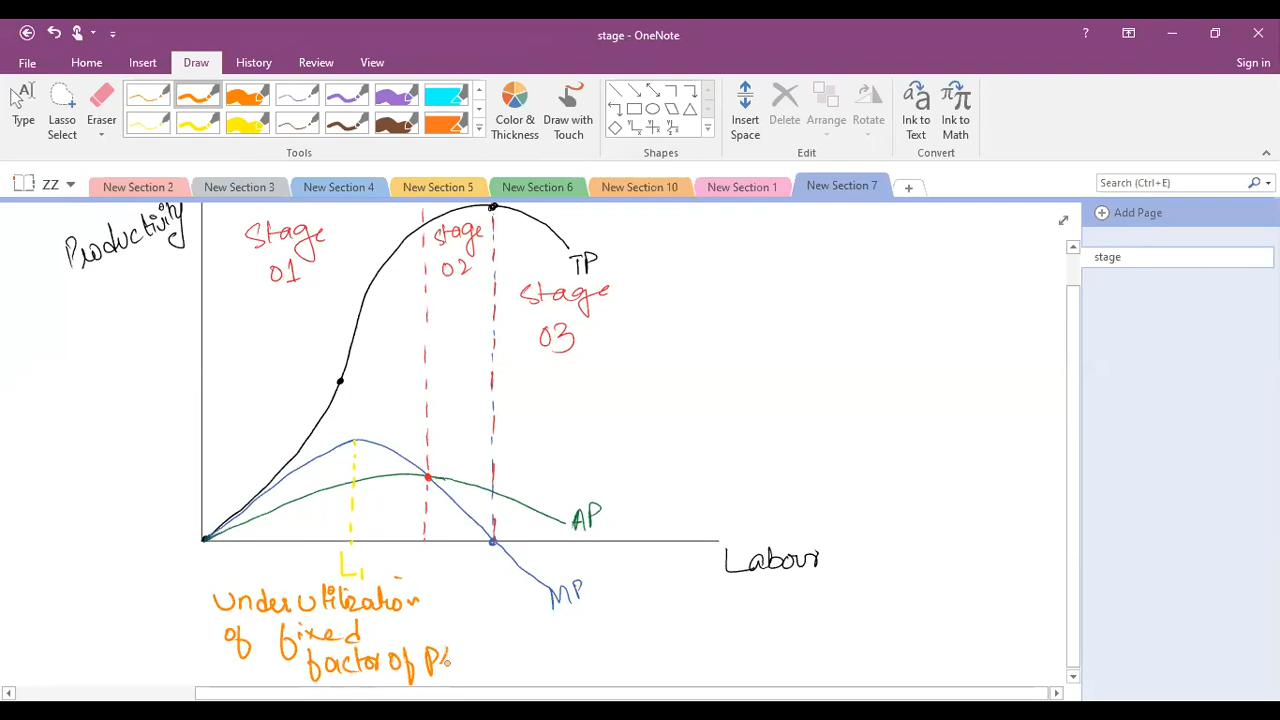 stage - OneNote
?
File
Home
Insert
Draw
History
Review
View
Sign in
Type
Lasso Select
Eraser
Color & Thickness
Draw with Touch
Insert Space
Delete
Arrange
Rotate
Ink to Text
Ink to Math
Tools
Shapes
Edit
Convert
ZZ
New Section 2
New Section 3
New Section 4
New Section 5
New Section 6
New Section 10
New Section 1
New Section 7
Search (Ctrl+E)
Add Page
stage
Productivity
Stage
01
stage
02
TP
Stage
03
AP
Labour
L1
MP
Under utilization
of fixed
factor of